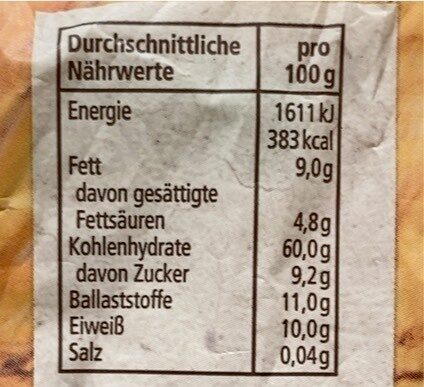 Durchschnittliche pro
Nährwerte 100 g
Energie 1611 kJ
383 kcal
Fett 9,0g
davon gesättigte
Fettsäuren 4,8g
Kohlenhydrate 60,0g
davon Zucker 9,2g
Ballaststoffe 11,0g
Eiweiß 10,0g
Salz 0,04g